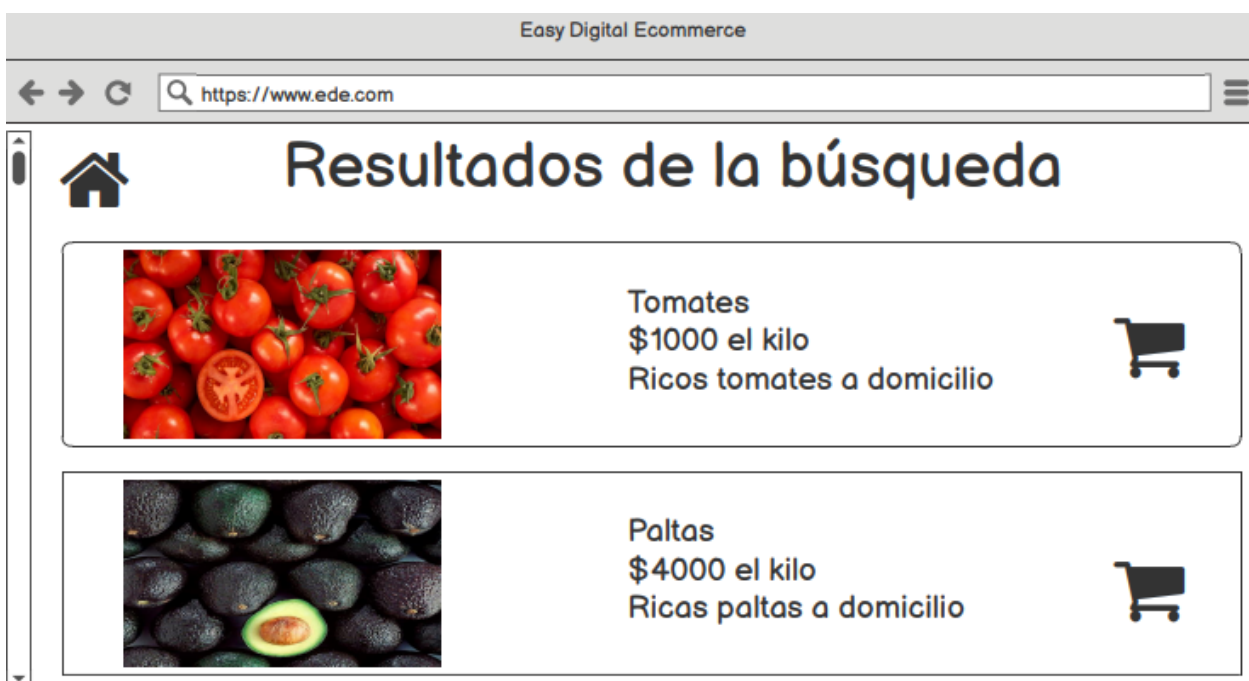 Easy Digital Ecommerce
https://www.ede.com
Resultados de la búsqueda
Tomates
$1000 el kilo
Ricos tomates a domicilio
Paltas
$4000 el kilo
Ricas paltas a domicilio